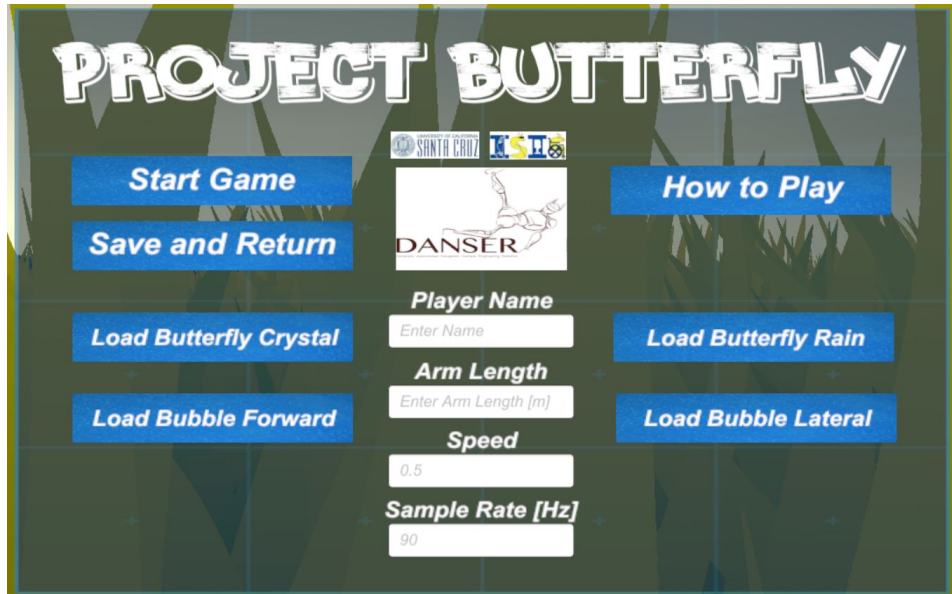 PROJECT BUTTERFLY
UNIVERSITY OF CALIFORNIA
SANTA CRUZ
Start Game
Save and Return
How to Play
DANSER
Player Name
Enter Name
Load Butterfly Crystal
Load Butterfly Rain
Arm Length
Enter Arm Length [m]
Load Bubble Forward
Load Bubble Lateral
Speed
0.5
Sample Rate [Hz]
90